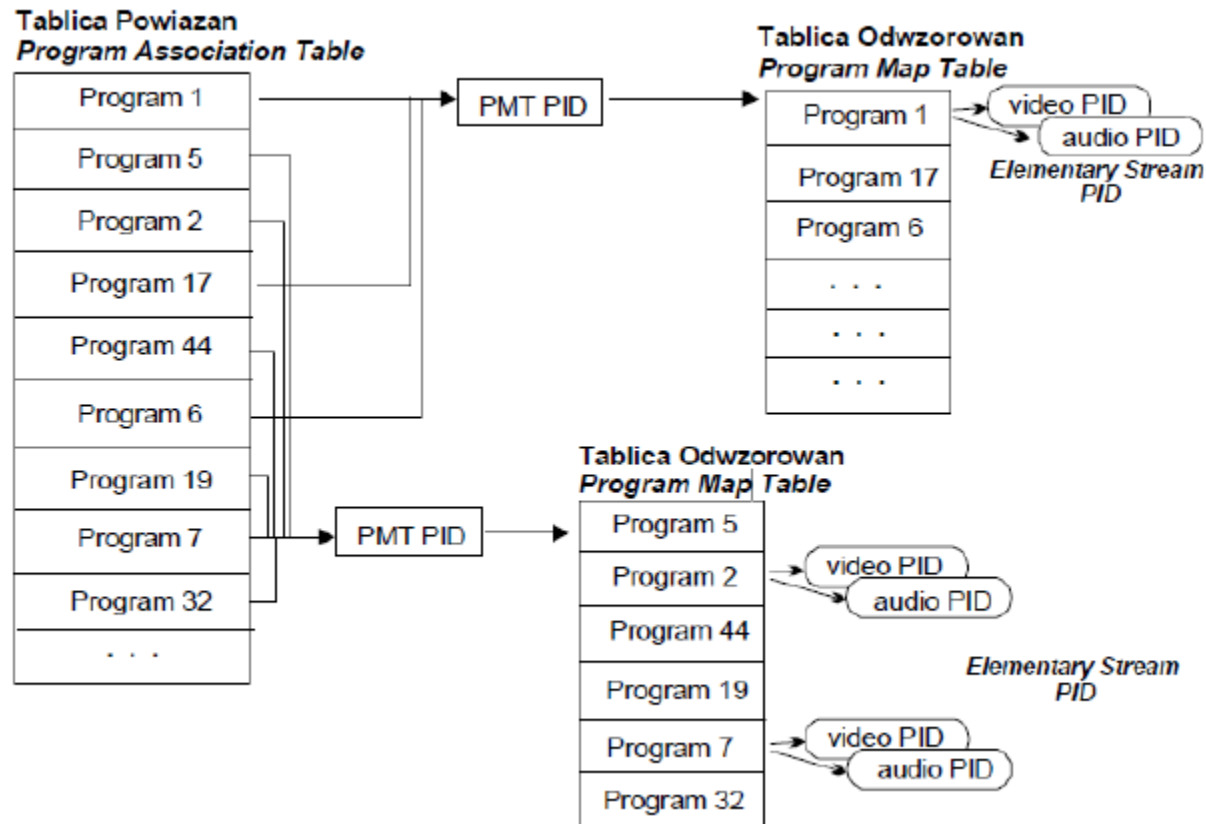 Tablica Powiazan
Program Association Table
Program 1
Program 5
Program 2
Program 17
Program 44
Program 6
Program 19
Program 7
Program 32
. . .
PMT PID
Tablica Odwzorowan
Program Map Table
Program 1
Program 17
Program 6
. . .
. . .
. . .
video PID
audio PID
Elementary Stream
PID
PMT PID
Tablica Odwzorowan
Program Map Table
Program 5
Program 2
Program 44
Program 19
Program 7
Program 32
video PID
audio PID
Elementary Stream
PID
video PID
audio PID